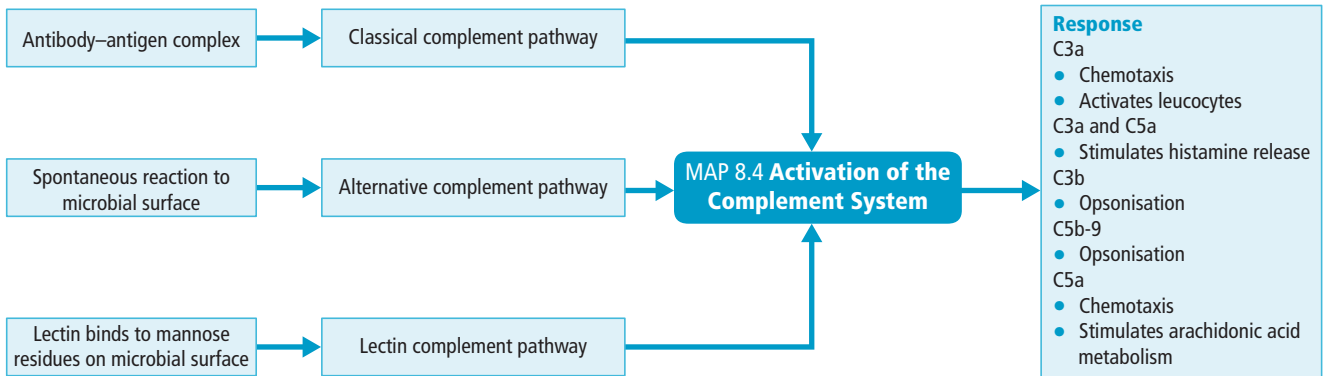 Antibody–antigen complex
Classical complement pathway
Spontaneous reaction to
microbial surface
Alternative complement pathway
Lectin binds to mannose
residues on microbial surface
Lectin complement pathway
MAP 8.4 Activation of the
Complement System
Response
C3a
• Chemotaxis
• Activates leucocytes
C3a and C5a
• Stimulates histamine release
C3b
• Opsonisation
C5b-9
• Opsonisation
C5a
• Chemotaxis
• Stimulates arachidonic acid
metabolism